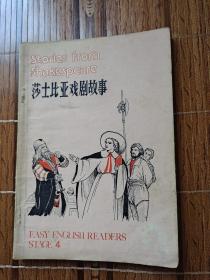 Stories from
Shakespeare
莎士比亚戏剧故事
EASY ENGLISH READERS
STAGE 4